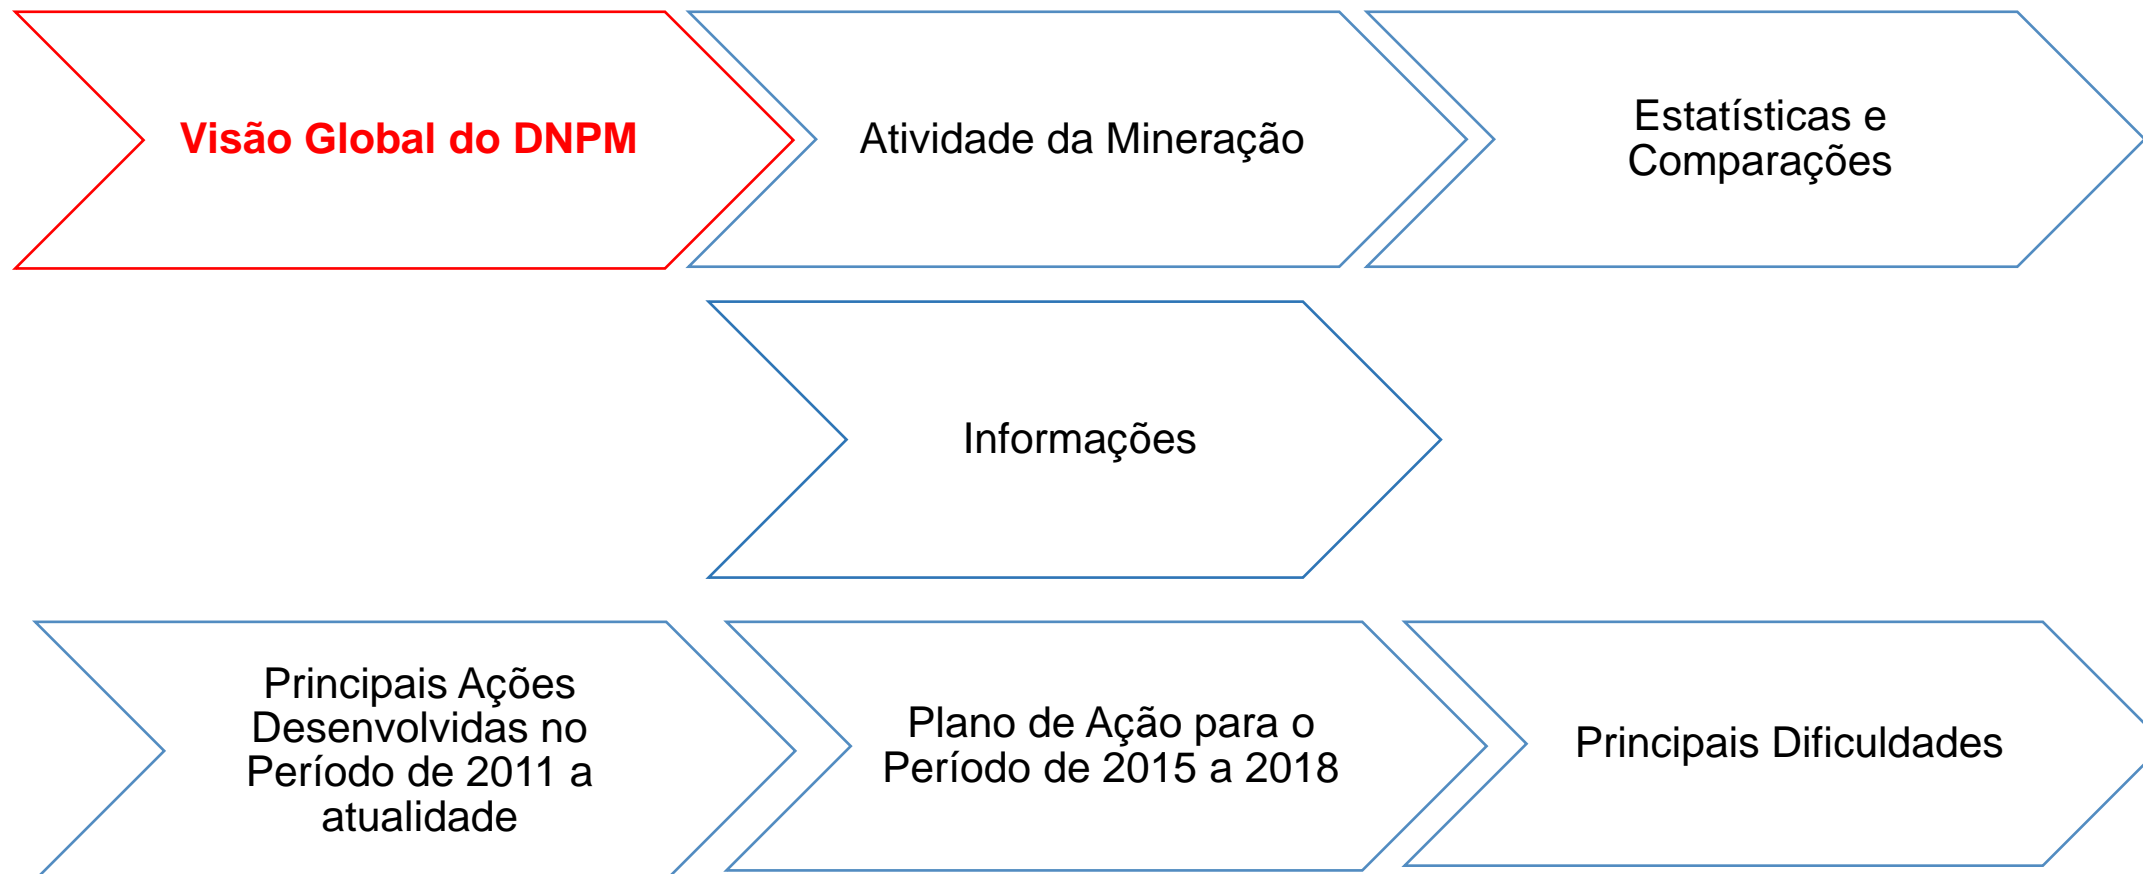 Visão Global do DNPM
Atividade da Mineração
Estatísticas e
Comparações
Informações
Principais Ações
Desenvolvidas no
Período de 2011 a
atualidade
Plano de Ação para o
Período de 2015 a 2018
Principais Dificuldades